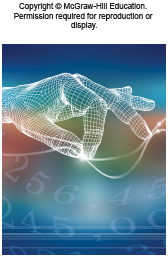 Copyright © McGraw-Hill Education.
Permission required for reproduction or
display.